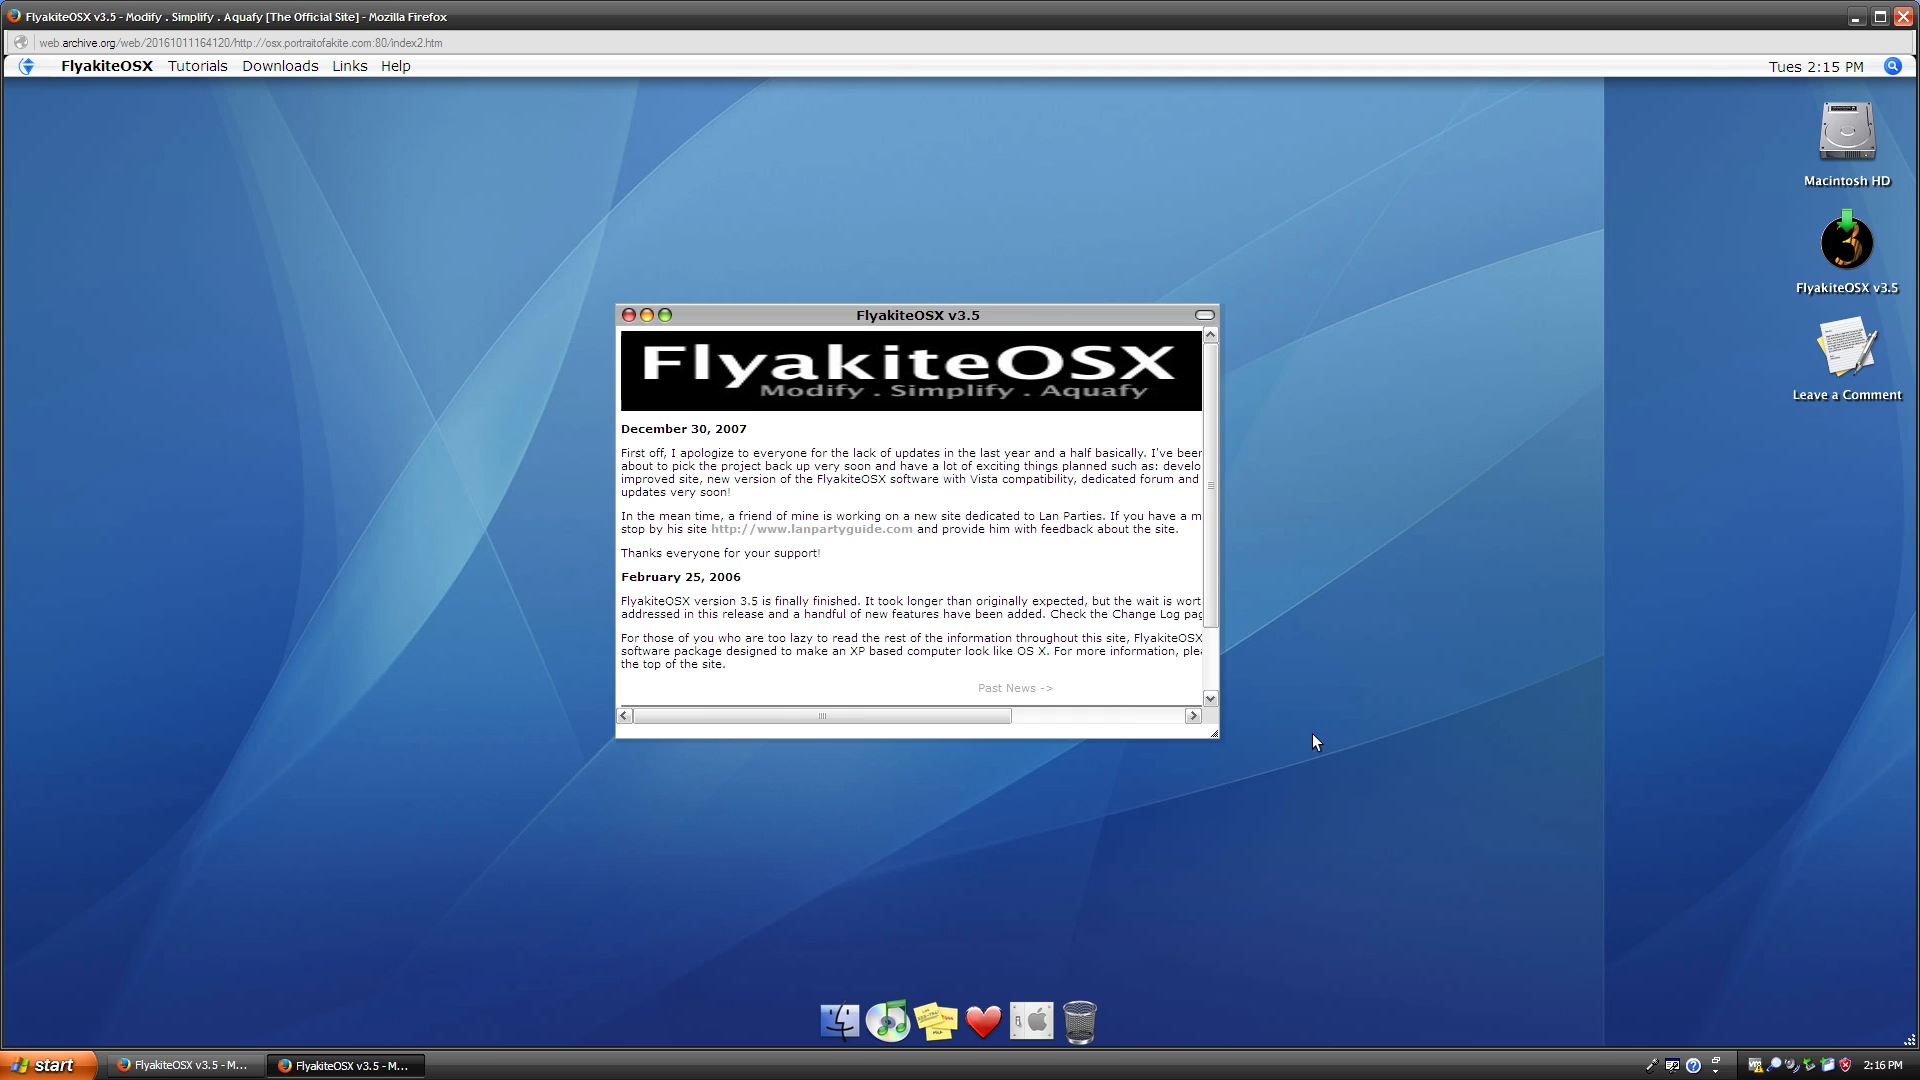 FlyakiteOSX v3.5 - Modify . Simplify . Aquafy [The Official Site] - Mozilla Firefox
web.archive.org/web/20161011164120/http://osx.portraitofakite.com:80/index2.htm
FlyakiteOSX Tutorials Downloads Links Help
Tues 2:15 PM
Macintosh HD
FlyakiteOSX v3.5
Leave a Comment
FlyakiteOSX v3.5
FlyakiteOSX
Modify . Simplify . Aquafy
December 30, 2007
First off, I apologize to everyone for the lack of updates in the last year and a half basically. I've been
about to pick the project back up very soon and have a lot of exciting things planned such as: develo
improved site, new version of the FlyakiteOSX software with Vista compatibility, dedicated forum and
updates very soon!
In the mean time, a friend of mine is working on a new site dedicated to Lan Parties. If you have a m
stop by his site http://www.lanpartyguide.com and provide him with feedback about the site.
Thanks everyone for your support!
February 25, 2006
FlyakiteOSX version 3.5 is finally finished. It took longer than originally expected, but the wait is wort
addressed in this release and a handful of new features have been added. Check the Change Log pag
For those of you who are too lazy to read the rest of the information throughout this site, FlyakiteOSX
software package designed to make an XP based computer look like OS X. For more information, plea
the top of the site.
Past News ->
start
FlyakiteOSX v3.5 - M...
FlyakiteOSX v3.5 - M...
2:16 PM